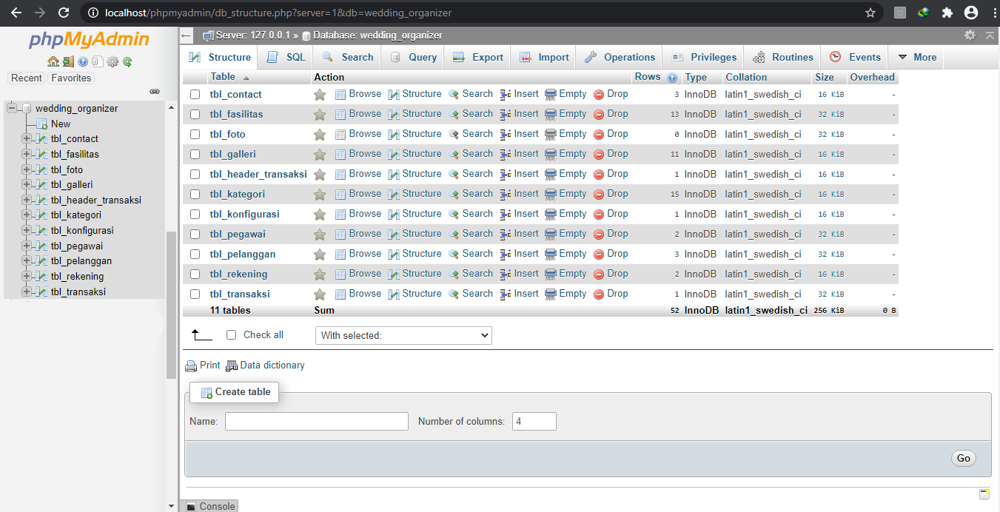 localhost/phpmyadmin/db_structure.php?server=1&db=wedding_organizer
phpMyAdmin
Recent Favorites
wedding_organizer
New
tbl_contact
tbl_fasilitas
tbl_foto
tbl_galleri
tbl_header_transaksi
tbl_kategori
tbl_konfigurasi
tbl_pegawai
tbl_pelanggan
tbl_rekening
tbl_transaksi
Server: 127.0.0.1 » Database: wedding_organizer
Structure SQL Search Query Export Import Operations Privileges Routines Events More
Table Action Rows Type Collation Size Overhead
tbl_contact Browse Structure Search Insert Empty Drop 3 InnoDB latin1_swedish_ci 16 KiB -
tbl_fasilitas Browse Structure Search Insert Empty Drop 13 InnoDB latin1_swedish_ci 32 KiB -
tbl_foto Browse Structure Search Insert Empty Drop 0 InnoDB latin1_swedish_ci 32 KiB -
tbl_galleri Browse Structure Search Insert Empty Drop 11 InnoDB latin1_swedish_ci 16 KiB -
tbl_header_transaksi Browse Structure Search Insert Empty Drop 1 InnoDB latin1_swedish_ci 16 KiB -
tbl_kategori Browse Structure Search Insert Empty Drop 15 InnoDB latin1_swedish_ci 16 KiB -
tbl_konfigurasi Browse Structure Search Insert Empty Drop 1 InnoDB latin1_swedish_ci 16 KiB -
tbl_pegawai Browse Structure Search Insert Empty Drop 2 InnoDB latin1_swedish_ci 32 KiB -
tbl_pelanggan Browse Structure Search Insert Empty Drop 3 InnoDB latin1_swedish_ci 32 KiB -
tbl_rekening Browse Structure Search Insert Empty Drop 2 InnoDB latin1_swedish_ci 16 KiB -
tbl_transaksi Browse Structure Search Insert Empty Drop 1 InnoDB latin1_swedish_ci 32 KiB -
11 tables Sum 52 InnoDB latin1_swedish_ci 256 KiB 0 B
Check all With selected:
Print Data dictionary
Create table
Name: Number of columns: 4
Go
Console